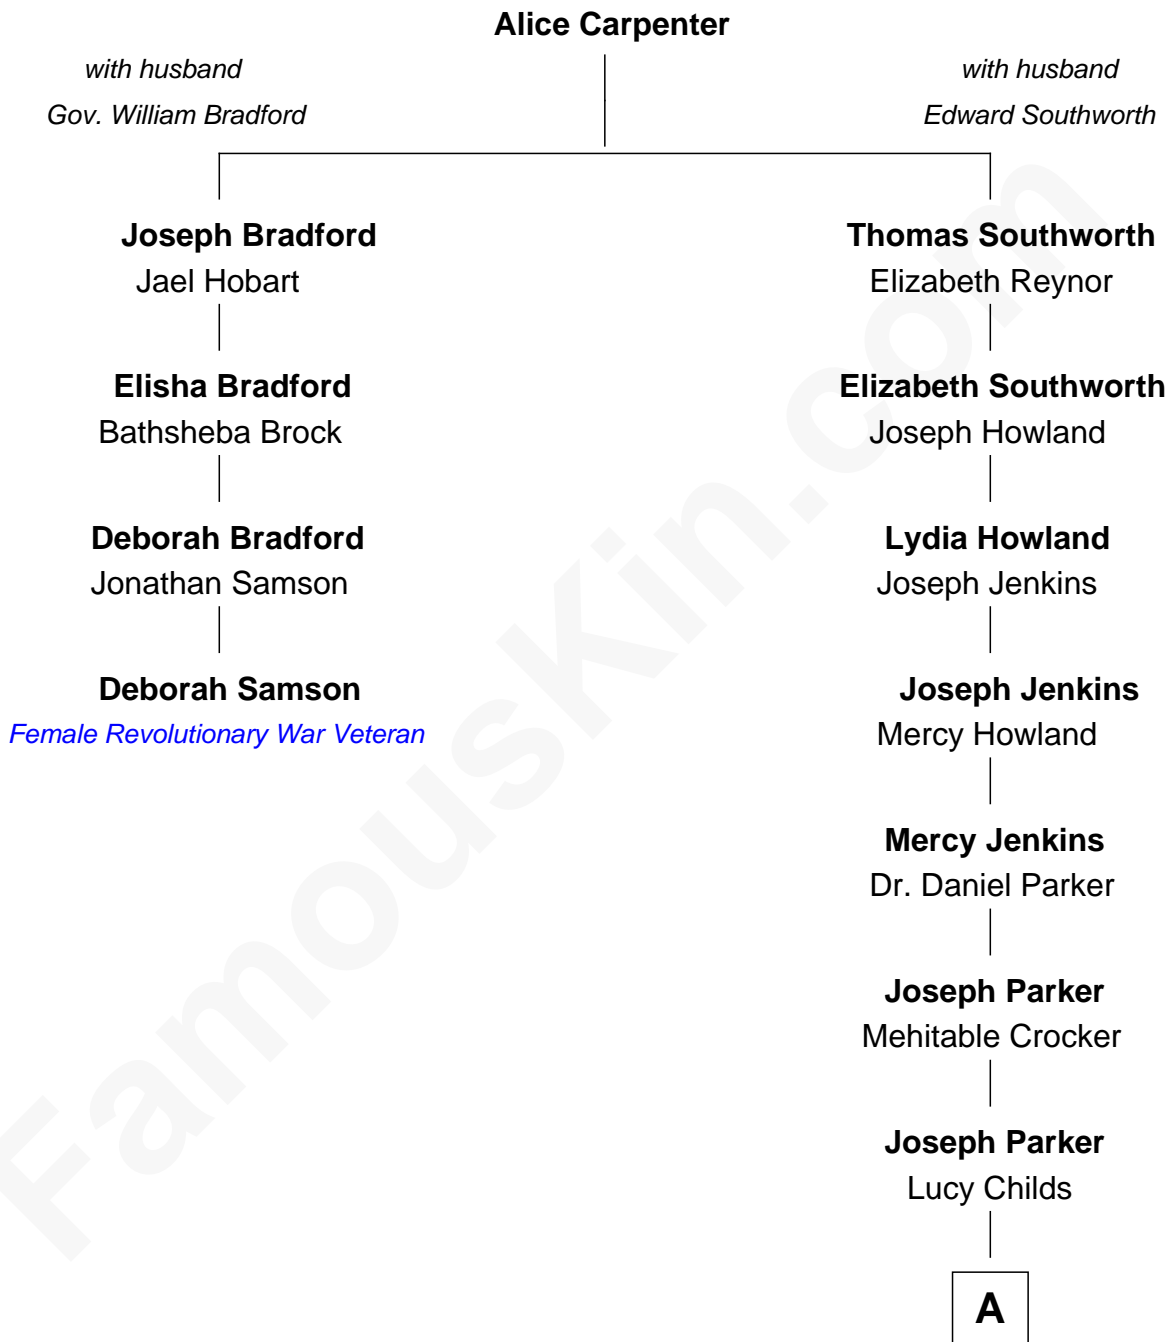 Alice Carpenter
with husband
Gov. William Bradford
with husband
Edward Southworth
Joseph Bradford
Jael Hobart
Thomas Southworth
Elizabeth Reynor
Elisha Bradford
Bathsheba Brock
Elizabeth Southworth
Joseph Howland
Deborah Bradford
Jonathan Samson
Lydia Howland
Joseph Jenkins
Deborah Samson
Female Revolutionary War Veteran
Joseph Jenkins
Mercy Howland
Mercy Jenkins
Dr. Daniel Parker
Joseph Parker
Mehitable Crocker
Joseph Parker
Lucy Childs
A
FamousKin.com